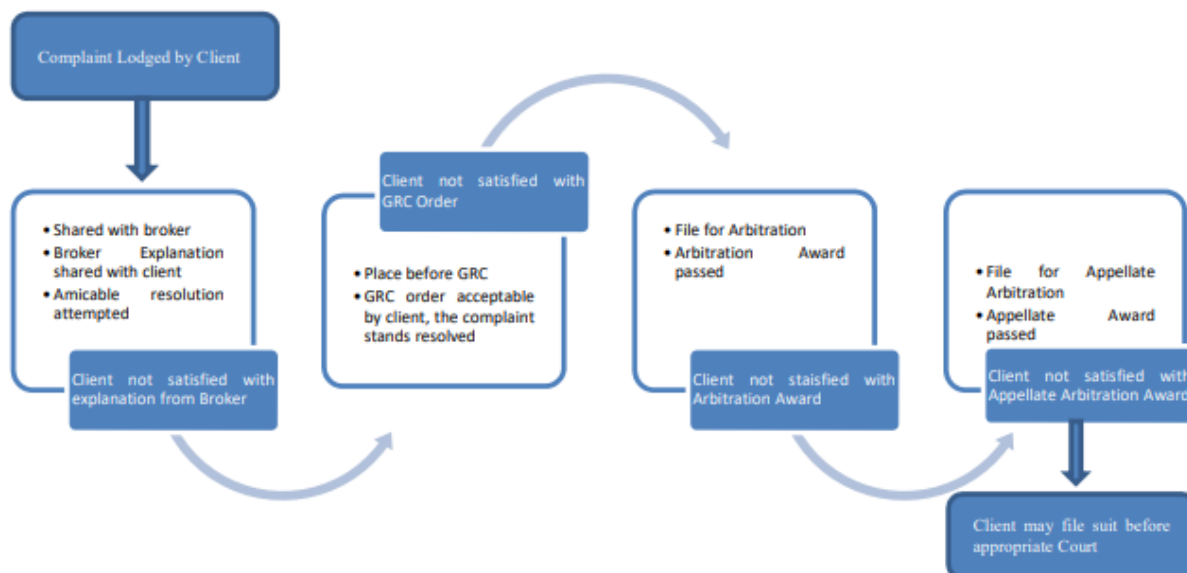 Complaint Lodged by Client
• Shared with broker
• Broker Explanation
shared with client
• Amicable resolution
attempted
Client not satisfied with
explanation from Broker
Client not satisfied with
GRC Order
• Place before GRC
• GRC order acceptable
by client, the complaint
stands resolved
• File for Arbitration
• Arbitration Award
passed
Client not staisfied with
Arbitration Award
• File for Appellate
Arbitration
• Appellate Award
passed
Client not satisfied with
Appellate Arbitration Award
Client may file suit before
appropriate Court